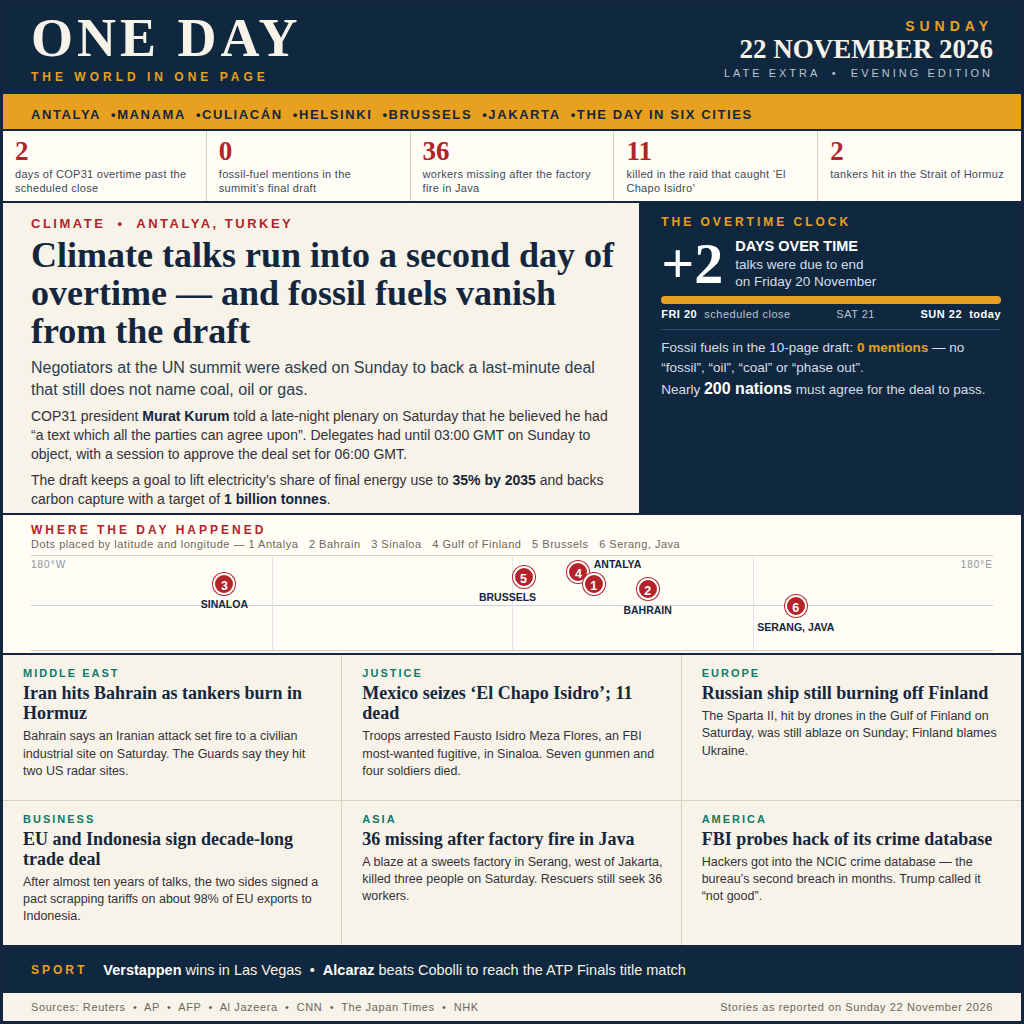 ONE DAY
THE WORLD IN ONE PAGE
SUNDAY
22 NOVEMBER 2026
LATE EXTRA • EVENING EDITION
ANTALYA •MANAMA •CULIACÁN •HELSINKI •BRUSSELS •JAKARTA •THE DAY IN SIX CITIES
2
days of COP31 overtime past the
scheduled close
0
fossil-fuel mentions in the
summit’s final draft
36
workers missing after the factory
fire in Java
11
killed in the raid that caught ‘El
Chapo Isidro’
2
tankers hit in the Strait of Hormuz
CLIMATE • ANTALYA, TURKEY
Climate talks run into a second day of
overtime — and fossil fuels vanish
from the draft
Negotiators at the UN summit were asked on Sunday to back a last-minute deal
that still does not name coal, oil or gas.
COP31 president Murat Kurum told a late-night plenary on Saturday that he believed he had
“a text which all the parties can agree upon”. Delegates had until 03:00 GMT on Sunday to
object, with a session to approve the deal set for 06:00 GMT.
The draft keeps a goal to lift electricity’s share of final energy use to 35% by 2035 and backs
carbon capture with a target of 1 billion tonnes.
THE OVERTIME CLOCK
+2
DAYS OVER TIME
talks were due to end
on Friday 20 November
FRI 20 scheduled close SAT 21 SUN 22 today
Fossil fuels in the 10-page draft: 0 mentions — no
“fossil”, “oil”, “coal” or “phase out”.
Nearly 200 nations must agree for the deal to pass.
WHERE THE DAY HAPPENED
Dots placed by latitude and longitude — 1 Antalya 2 Bahrain 3 Sinaloa 4 Gulf of Finland 5 Brussels 6 Serang, Java
180°W
180°E
3
SINALOA
5
BRUSSELS
4
1
ANTALYA
2
BAHRAIN
6
SERANG, JAVA
MIDDLE EAST
Iran hits Bahrain as tankers burn in
Hormuz
Bahrain says an Iranian attack set fire to a civilian
industrial site on Saturday. The Guards say they hit
two US radar sites.
JUSTICE
Mexico seizes ‘El Chapo Isidro’; 11
dead
Troops arrested Fausto Isidro Meza Flores, an FBI
most-wanted fugitive, in Sinaloa. Seven gunmen and
four soldiers died.
EUROPE
Russian ship still burning off Finland
The Sparta II, hit by drones in the Gulf of Finland on
Saturday, was still ablaze on Sunday; Finland blames
Ukraine.
BUSINESS
EU and Indonesia sign decade-long
trade deal
After almost ten years of talks, the two sides signed a
pact scrapping tariffs on about 98% of EU exports to
Indonesia.
ASIA
36 missing after factory fire in Java
A blaze at a sweets factory in Serang, west of Jakarta,
killed three people on Saturday. Rescuers still seek 36
workers.
AMERICA
FBI probes hack of its crime database
Hackers got into the NCIC crime database — the
bureau’s second breach in months. Trump called it
“not good”.
SPORT Verstappen wins in Las Vegas • Alcaraz beats Cobolli to reach the ATP Finals title match
Sources: Reuters • AP • AFP • Al Jazeera • CNN • The Japan Times • NHK
Stories as reported on Sunday 22 November 2026